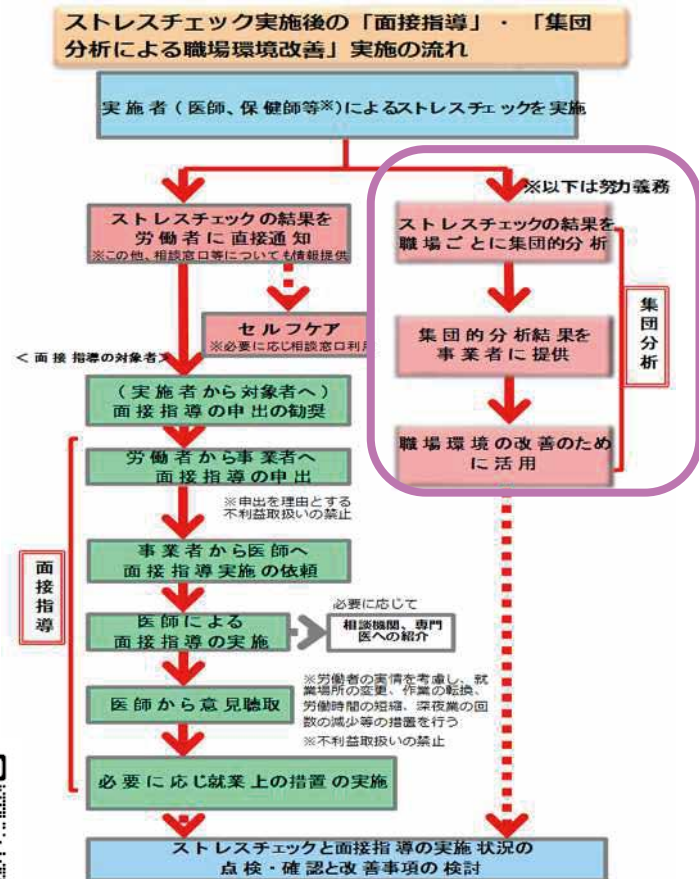 ストレスチェック実施後の「面接指導」・「集団
分析による職場環境改善」実施の流れ
実施者(医師、保健師等※)によるストレスチェックを実施
※以下は努力義務
ストレスチェックの結果を
労働者に直接通知
※この他、相談窓口等についても情報提供
ストレスチェックの結果を
職場ごとに集団的分析
セルフケア
※必要に応じ相談窓口利用
集団的分析結果を
事業者に提供
集団分析
<面接指導の対象者>
(実施者から対象者へ)
面接指導の申出の勧奨
職場環境の改善のため
に活用
労働者から事業者へ
面接指導の申出
※申出を理由とする
不利益取扱いの禁止
事業者から医師へ
面接指導実施の依頼
面接指導
医師による
面接指導の実施
必要に応じて
相談機関、専門
医への紹介
医師から意見聴取
※労働者の実情を考慮し、就
業場所の変更、作業の転換、
労働時間の短縮、深夜業の回
数の減少等の措置を行う
※不利益取扱いの禁止
必要に応じ就業上の措置の実施
ストレスチェックと面接指導の実施状況の
点検・確認と改善事項の検討